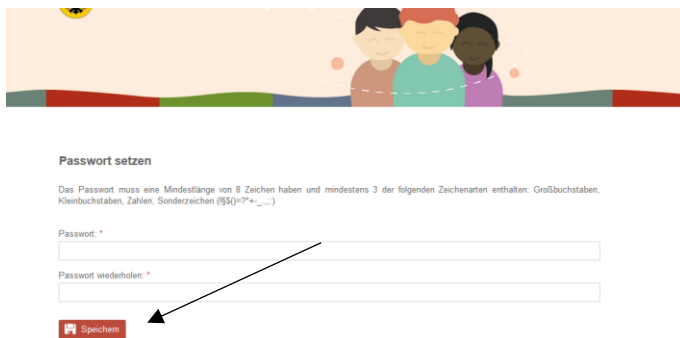 Passwort setzen
Das Passwort muss eine Mindestlänge von 8 Zeichen haben und mindestens 3 der folgenden Zeichenarten enthalten: Großbuchstaben,
Kleinbuchstaben, Zahlen, Sonderzeichen (!§$()=?*+-_.,;:)
Passwort: *
Passwort wiederholen: *
Speichern